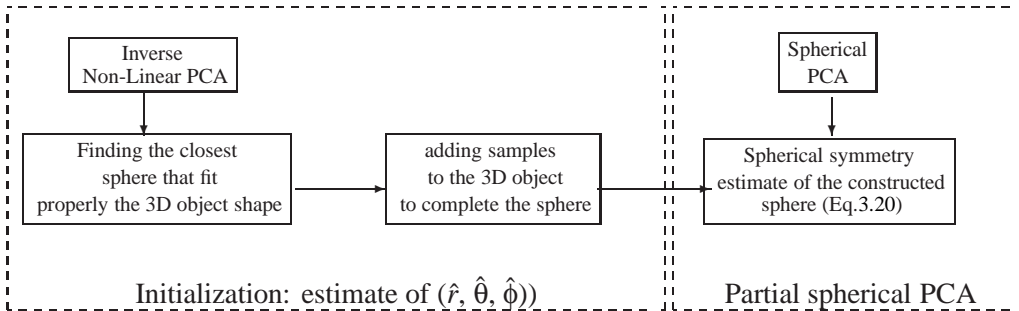 Inverse
Non-Linear PCA
Spherical
PCA
Finding the closest
sphere that fit
properly the 3D object shape
adding samples
to the 3D object
to complete the sphere
Spherical symmetry
estimate of the constructed
sphere (Eq.3.20)
Initialization: estimate of (r̂, θ̂, ϕ̂))
Partial spherical PCA